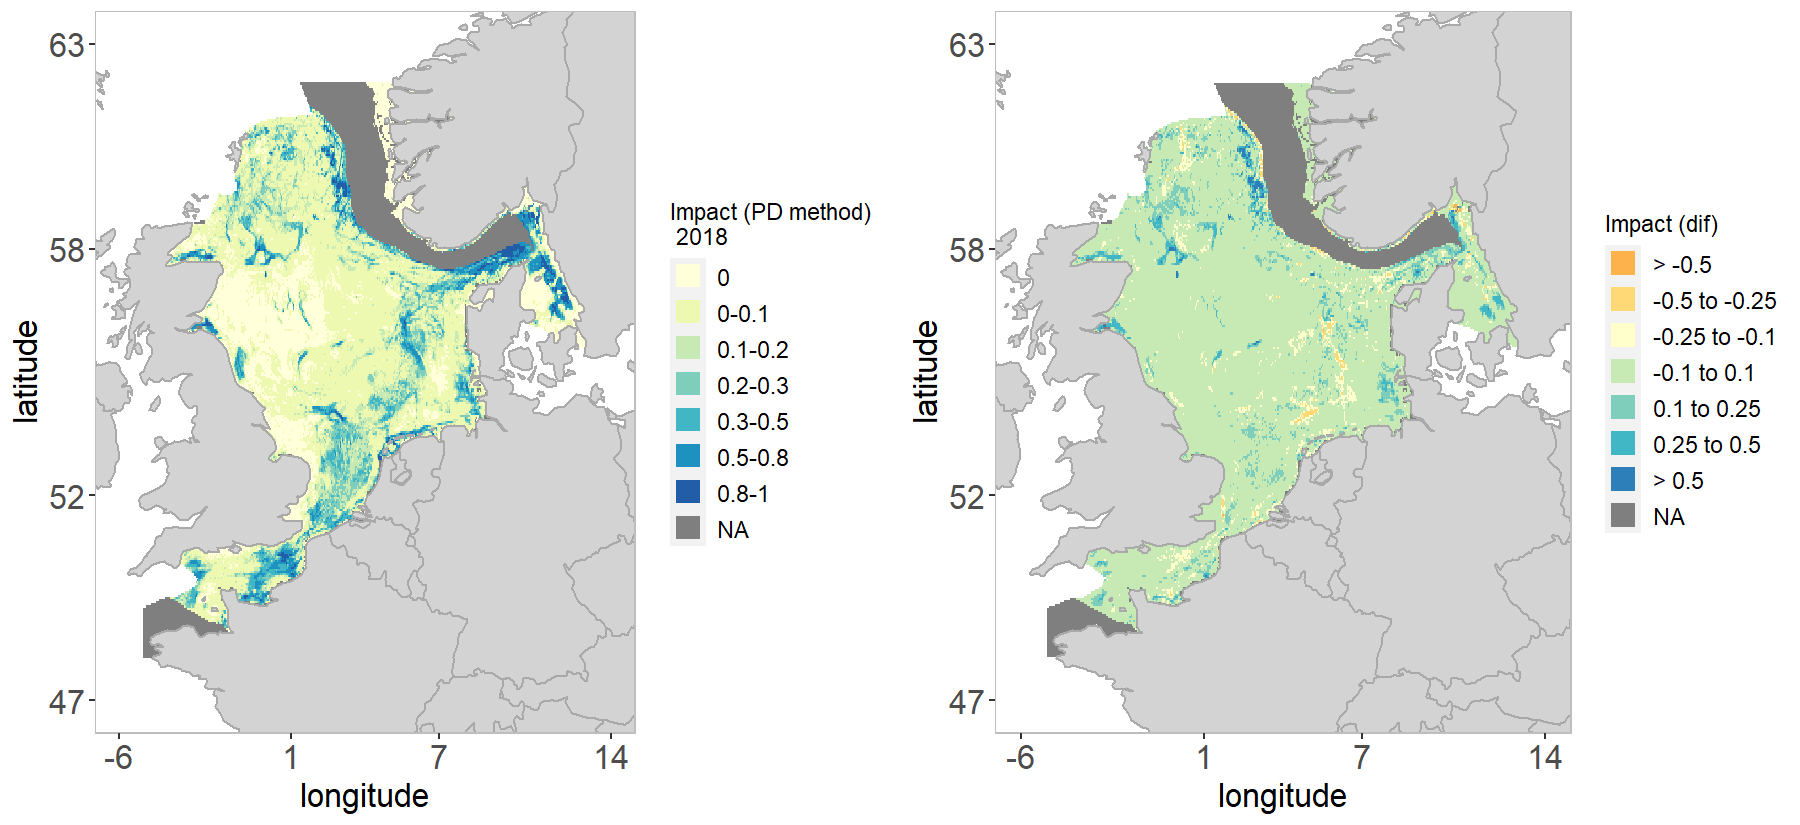 63
58
52
47
latitude
-6
1
7
14
longitude
Impact (PD method)
2018
0
0-0.1
0.1-0.2
0.2-0.3
0.3-0.5
0.5-0.8
0.8-1
NA
63
58
52
47
latitude
-6
1
7
14
longitude
Impact (dif)
> -0.5
-0.5 to -0.25
-0.25 to -0.1
-0.1 to 0.1
0.1 to 0.25
0.25 to 0.5
> 0.5
NA